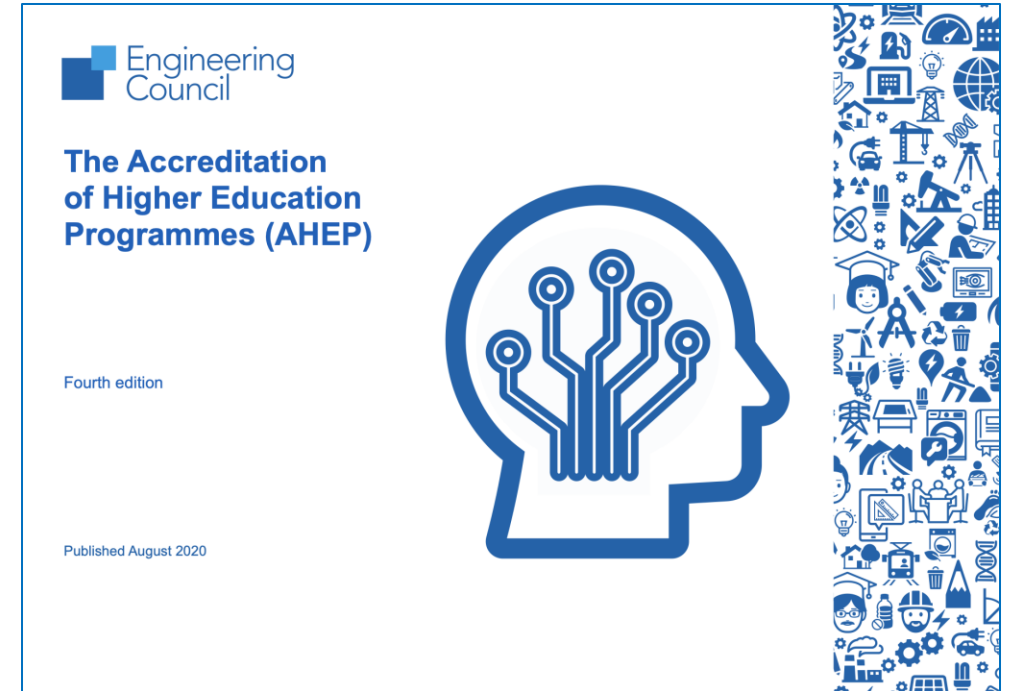 Engineering
Council
The Accreditation
of Higher Education
Programmes (AHEP)
Fourth edition
Published August 2020